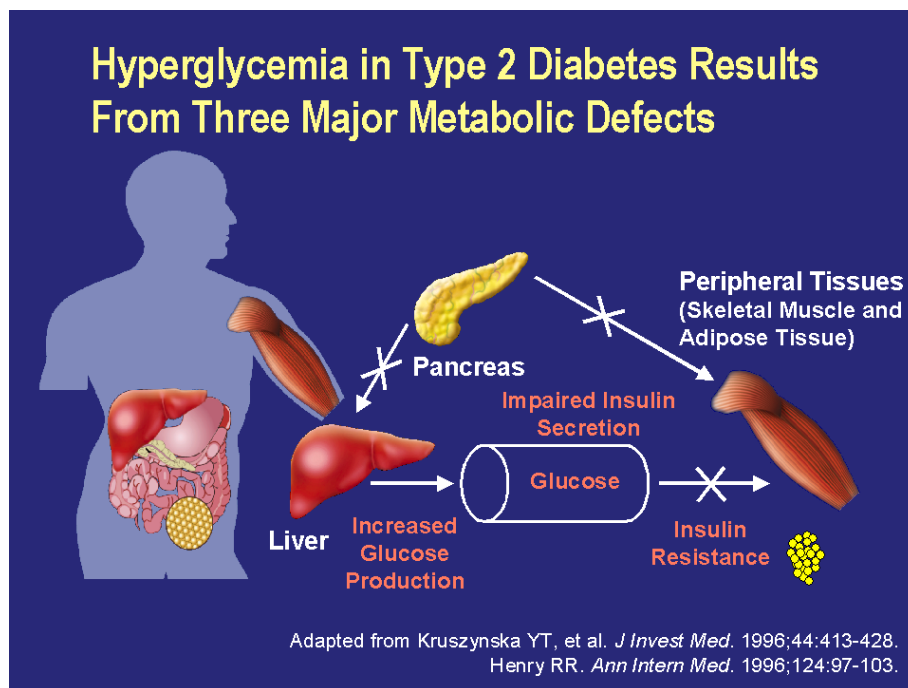 Hyperglycemia in Type 2 Diabetes Results
From Three Major Metabolic Defects
Peripheral Tissues
(Skeletal Muscle and
Adipose Tissue)
Pancreas
Impaired Insulin
Secretion
Glucose
Liver
Increased
Glucose
Production
Insulin
Resistance
Adapted from Kruszynska YT, et al. J Invest Med. 1996;44:413-428.
Henry RR. Ann Intern Med. 1996;124:97-103.